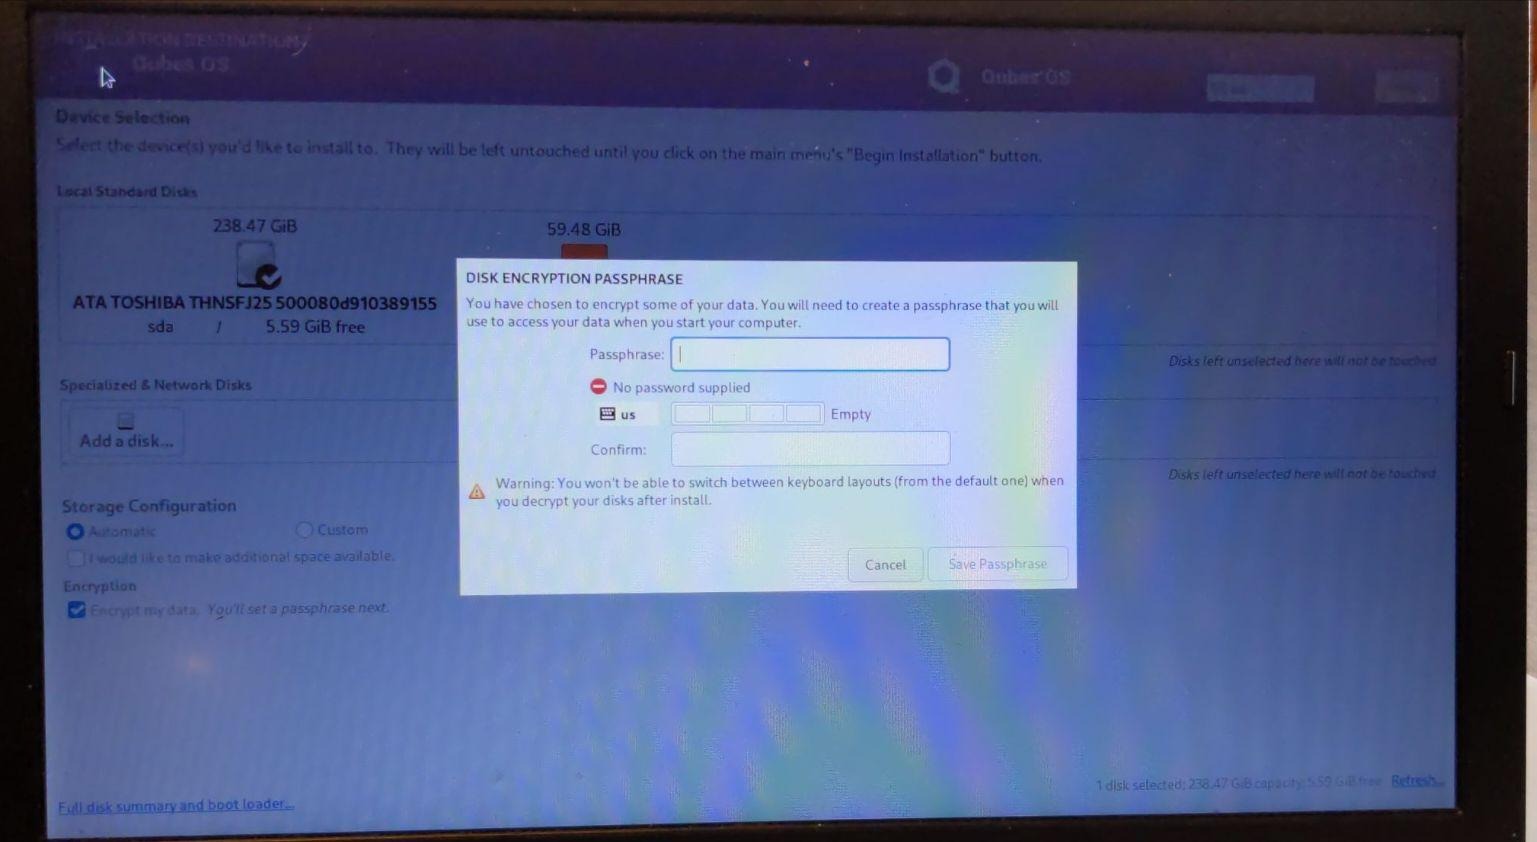 INSTALLATION DESTINATION
Qubes OS
Qubes OS
Device Selection
Select the device(s) you'd like to install to. They will be left untouched until you click on the main menu's "Begin Installation" button.
Local Standard Disks
238.47 GiB
59.48 GiB
ATA TOSHIBA THNSFJ25 500080d910389155
sda / 5.59 GiB free
Disks left unselected here will not be touched
Specialized & Network Disks
Add a disk...
Disks left unselected here will not be touched
Storage Configuration
Automatic Custom
I would like to make additional space available.
Encryption
Encrypt my data. You'll set a passphrase next.
DISK ENCRYPTION PASSPHRASE
You have chosen to encrypt some of your data. You will need to create a passphrase that you will
use to access your data when you start your computer.
Passphrase:
No password supplied
us Empty
Confirm:
Warning: You won't be able to switch between keyboard layouts (from the default one) when
you decrypt your disks after install.
Cancel Save Passphrase
1 disk selected; 238.47 GiB capacity; 5.59 GiB free Refresh...
Full disk summary and boot loader...